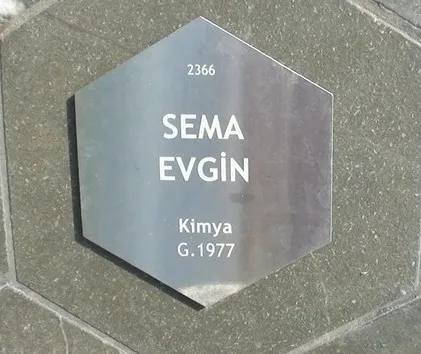 2366
SEMA
EVGİN
Kimya
G.1977